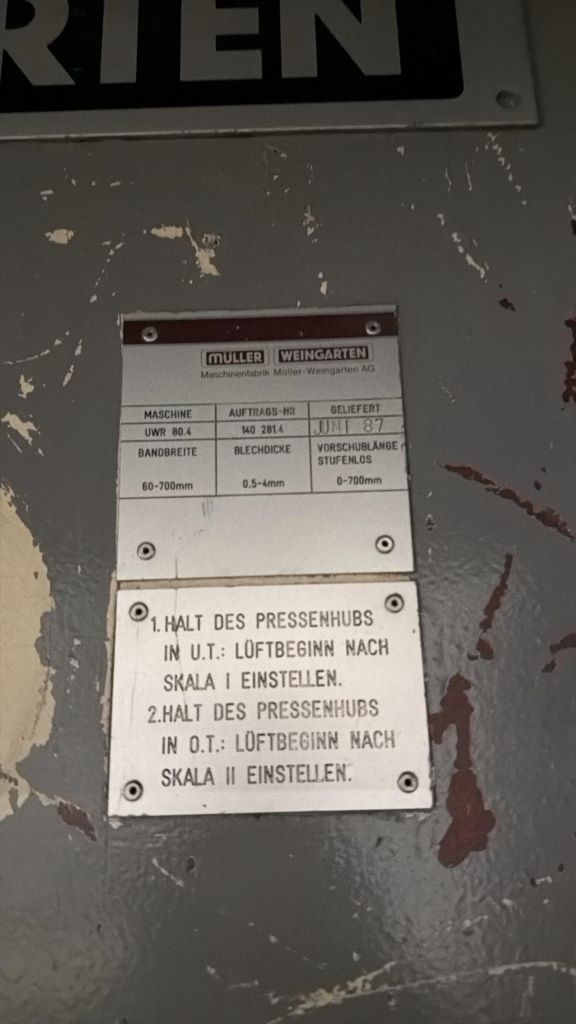 RTEN
MÜLLER WEINGARTEN
Maschinenfabrik Müller-Weingarten AG
MASCHINE AUFTRAGS-NR GELIEFERT
UWR 80.4 140 281.4 JUNI 87
BANDBREITE BLECHDICKE VORSCHUBLÄNGE
STUFENLOS
60-700mm 0.5-4mm 0-700mm
1. HALT DES PRESSENHUBS
IN U.T.: LÜFTBEGINN NACH
SKALA I EINSTELLEN.
2.HALT DES PRESSENHUBS
IN O.T.: LÜFTBEGINN NACH
SKALA II EINSTELLEN.